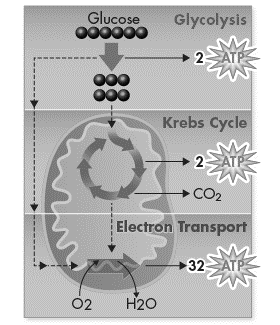 Glucose Glycolysis
2 ATP
Krebs Cycle
2 ATP
CO2
Electron Transport
32 ATP
O2 H2O